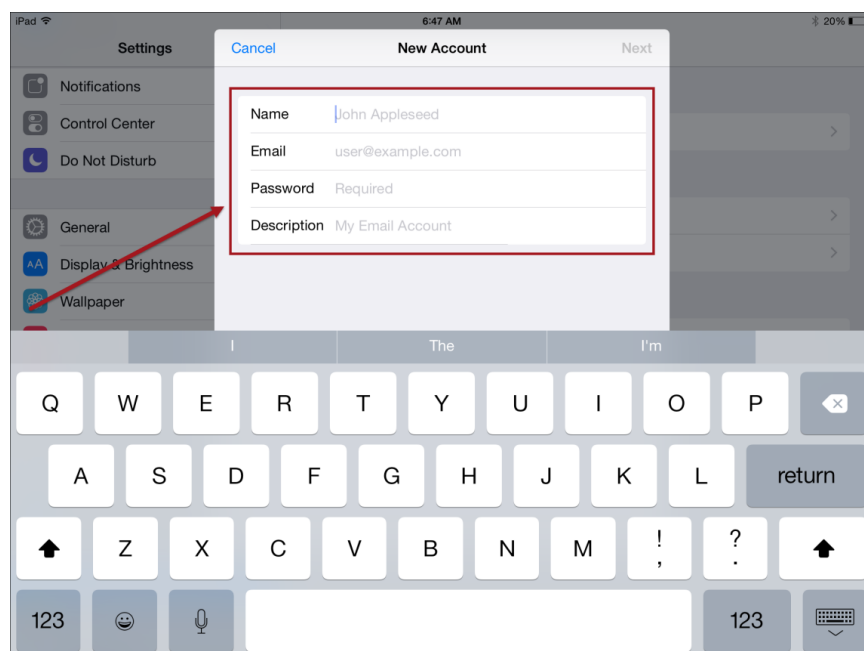 iPad 6:47 AM 20%
Settings Cancel New Account Next
Notifications
Control Center
Do Not Disturb
General
Display & Brightness
Wallpaper
Name John Appleseed
Email user@example.com
Password Required
Description My Email Account
I The I'm
Q W E R T Y U I O P
A S D F G H J K L return
Z X C V B N M ! , ? .
123 123